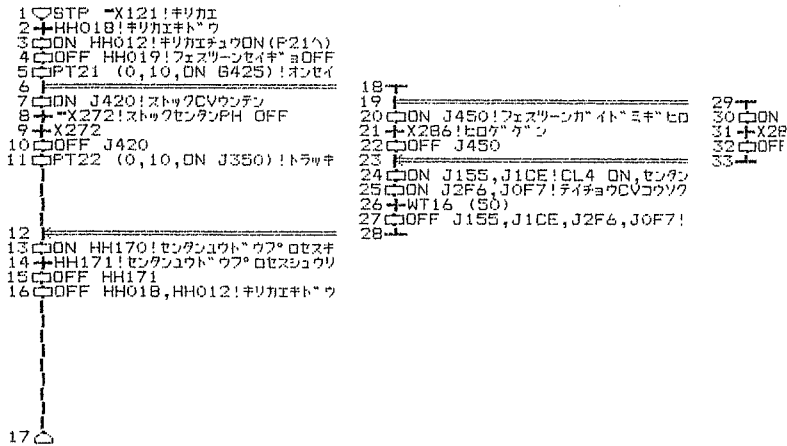 1 STP ¬X121!キリカエ
2 HH018!キリカエキドウ
3 ON HH012!キリカエチュウON(P21ヘ)
4 OFF HH019!フェスツーンセイギョOFF
5 PT21 (0,10,ON G425)!オンセイ
6
7 ON J420!ストックCVウンテン
8 ¬X272!ストックセンタンPH OFF
9 X272
10 OFF J420
11 PT22 (0,10,ON J350)!トラッキ
12
13 ON HH170!センタンユウドウプロセスキ
14 HH171!センタンユウドウプロセスシュウリ
15 OFF HH171
16 OFF HH018,HH012!キリカエキドウ
17
18
19
20 ON J450!フェスツーンガイドミギヒロ
21 X286!ヒロゲゲン
22 OFF J450
23
24 ON J155,J1CE!CL4 ON,センタン
25 ON J2F6,J0F7!テイチョウCVコウソク
26 WT16 (50)
27 OFF J155,J1CE,J2F6,J0F7!
28
29
30 ON
31 X28
32 OFF
33